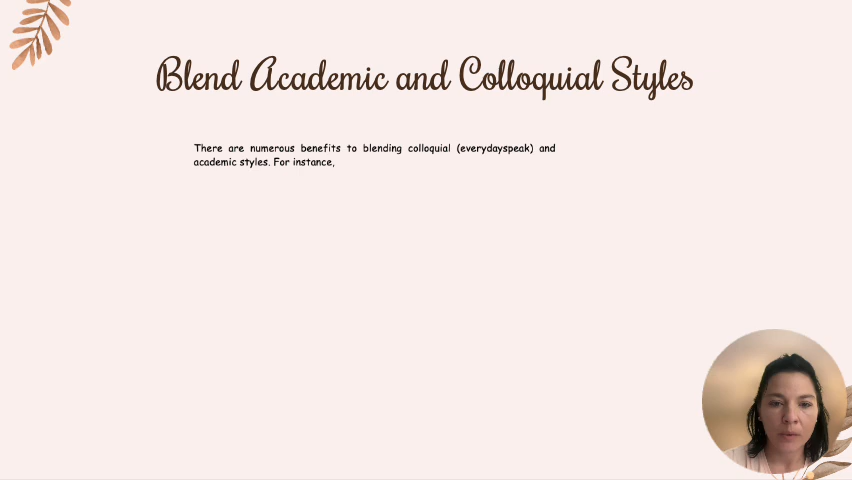 Blend Academic and Colloquial Styles
There are numerous benefits to blending colloquial (everydayspeak) and
academic styles. For instance,